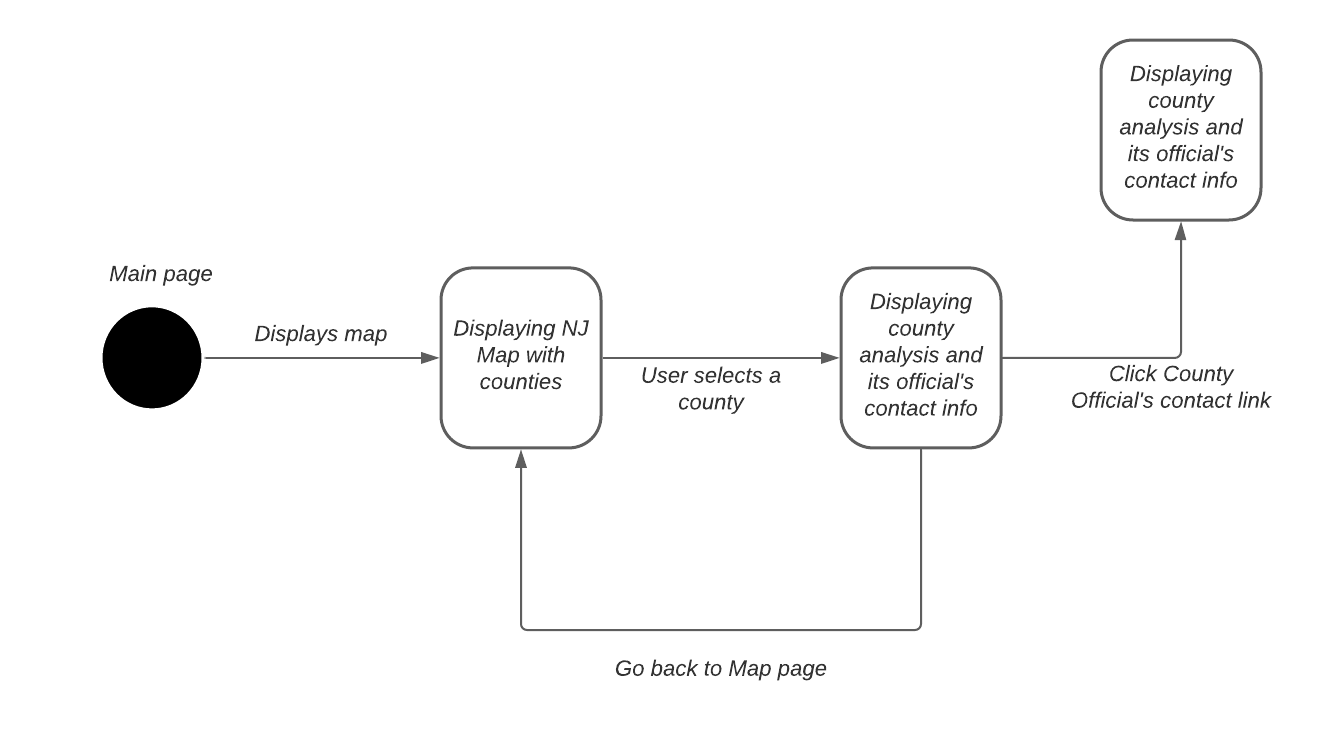 Displaying
county
analysis and
its official's
contact info
Main page
Displays map
Displaying NJ
Map with
counties
User selects a
county
Displaying
county
analysis and
its official's
contact info
Click County
Official's contact link
Go back to Map page